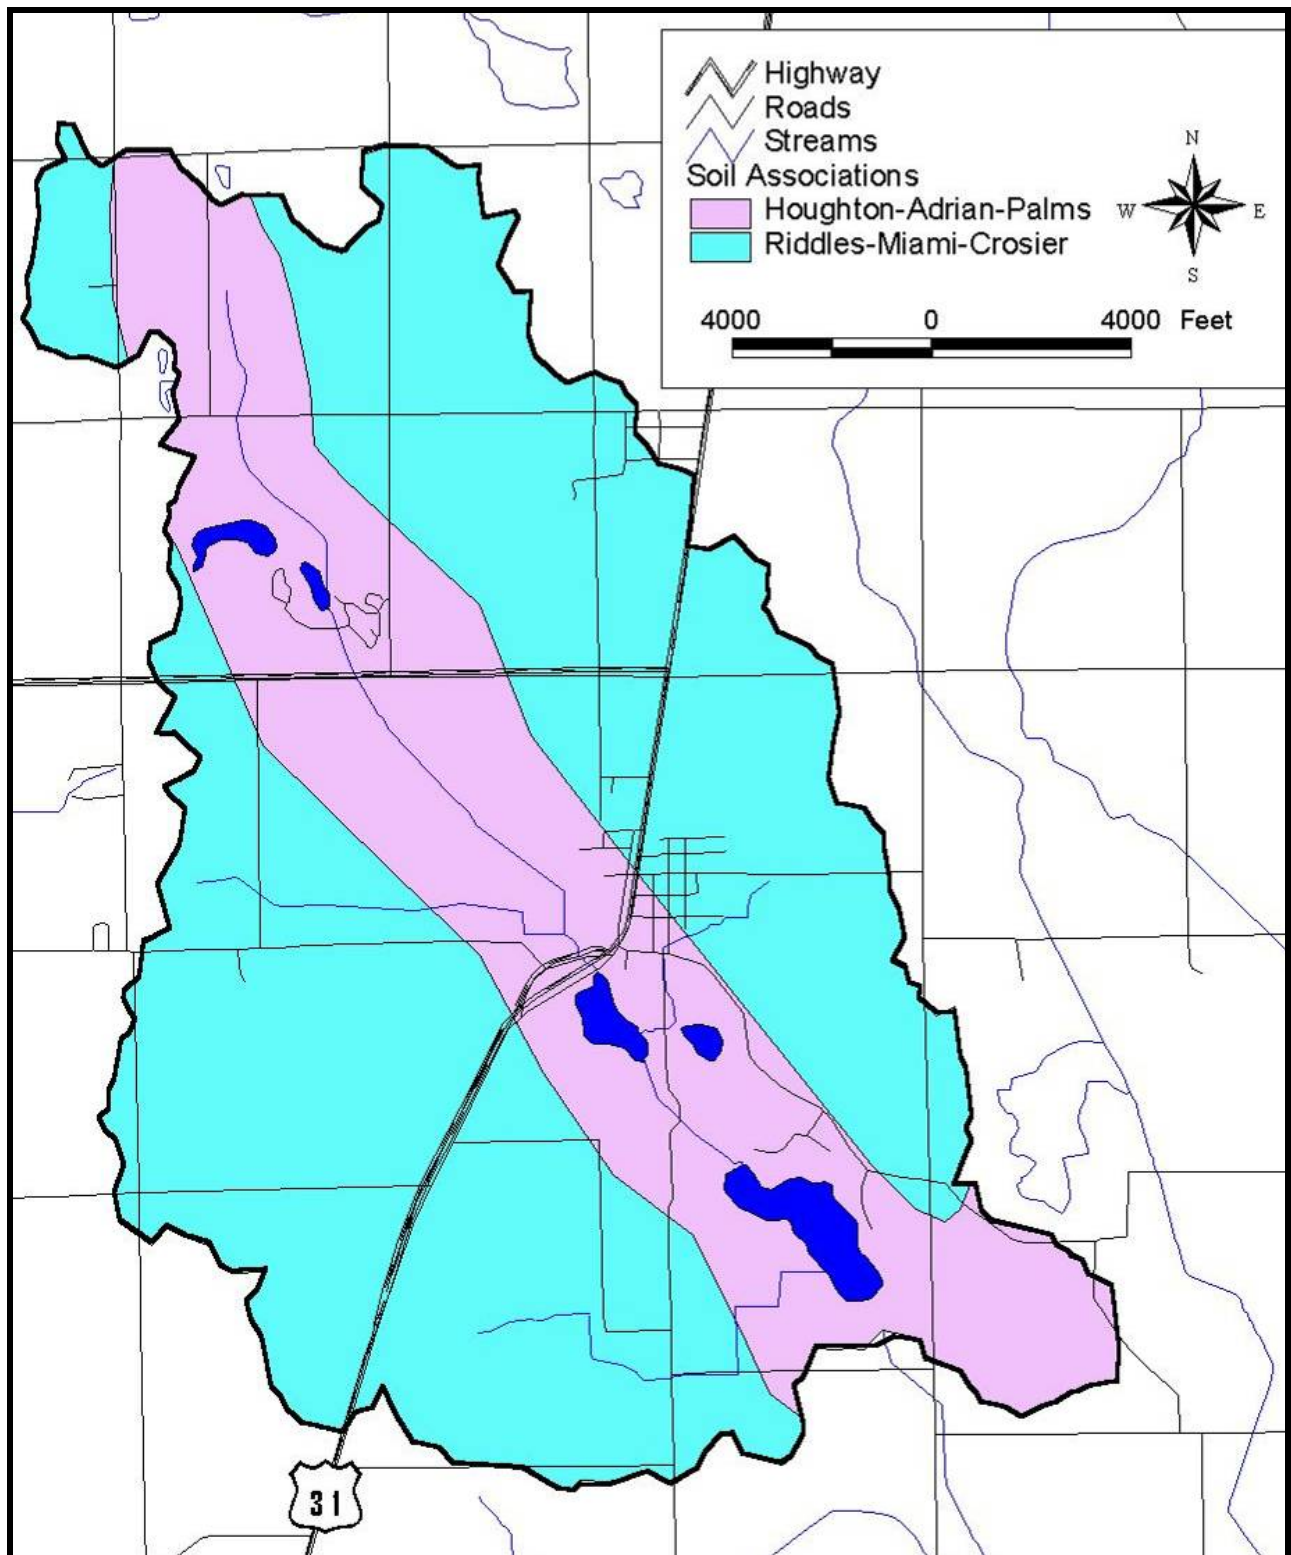 Highway
Roads
Streams
Soil Associations
Houghton-Adrian-Palms
Riddles-Miami-Crosier
N
W E
S
4000 0 4000 Feet
31